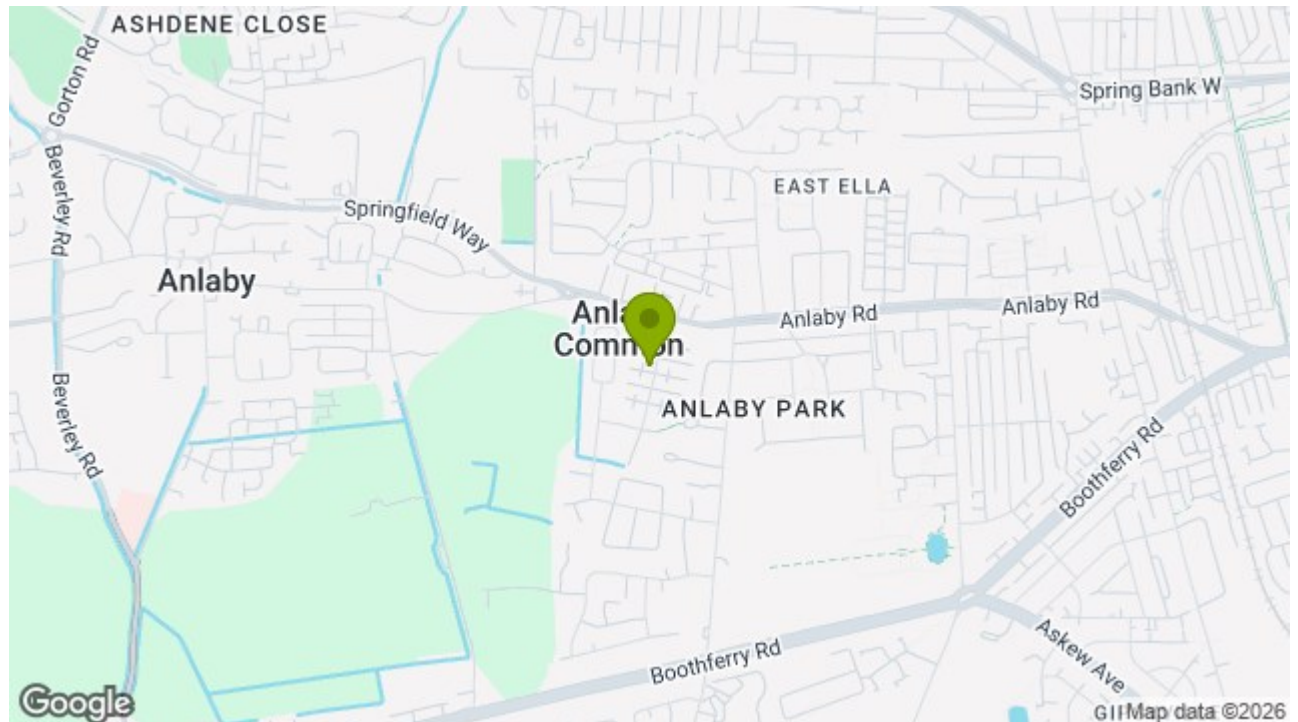 ASHDENE CLOSE
Gorton Rd
Spring Bank W
Beverley Rd
EAST ELLA
Springfield Way
Anlaby
Anlaby Rd
Anlaby Rd
Common
ANLABY PARK
Beverley Rd
Boothferry Rd
Boothferry Rd
Askew Ave
Google
Map data ©2026